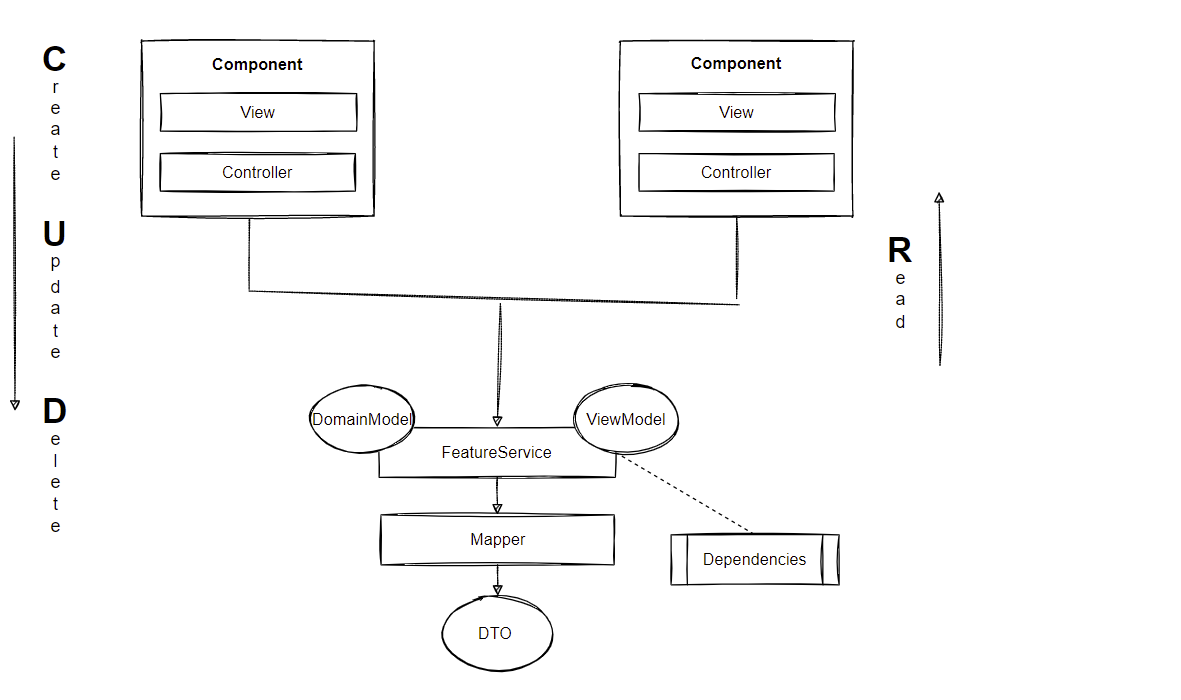 Create
Component
View
Controller
Component
View
Controller
Update
Read
DomainModel
ViewModel
FeatureService
Delete
Mapper
Dependencies
DTO